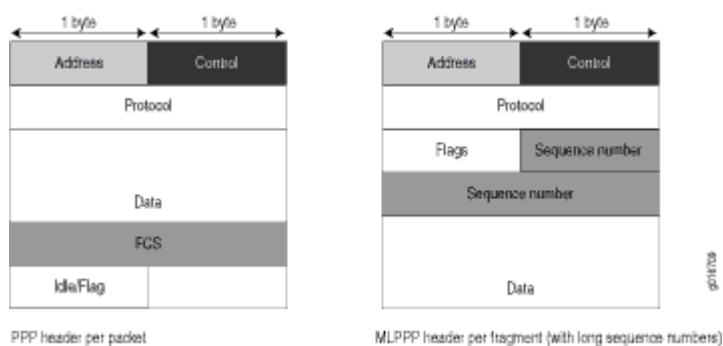 1 byte 1 byte
Address Control
Protocol
Data
FCS
Idle/Flag
PPP header per packet
1 byte 1 byte
Address Control
Protocol
Flags Sequence number
Sequence number
Data
MLPPP header per fragment (with long sequence numbers)
g016709